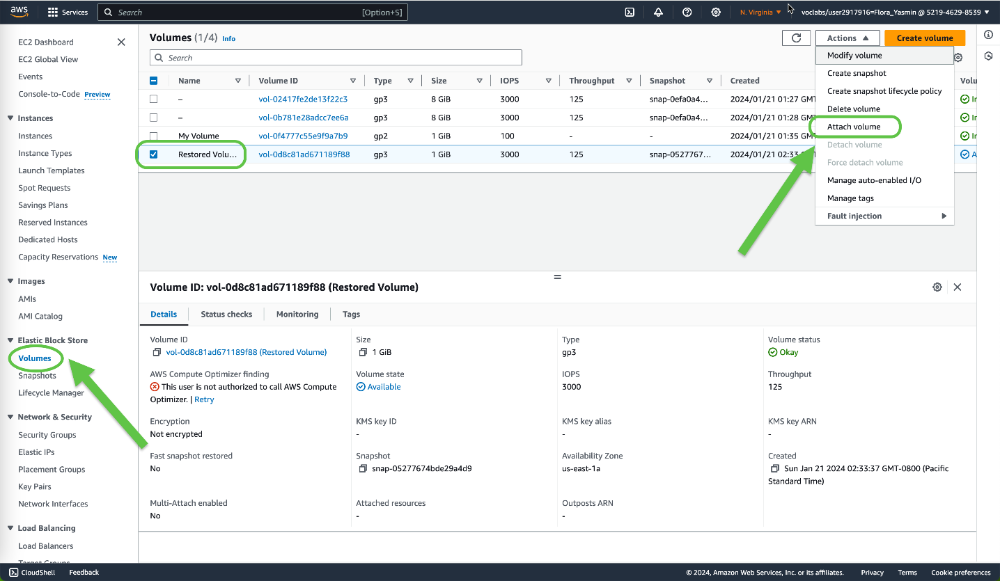 aws
Services
Search
[Option+S]
N. Virginia
voclabs/user2917916=Flora_Yasmin @ 5219-4629-8539
EC2 Dashboard
EC2 Global View
Events
Console-to-Code Preview
Instances
Instances
Instance Types
Launch Templates
Spot Requests
Savings Plans
Reserved Instances
Dedicated Hosts
Capacity Reservations New
Images
AMIs
AMI Catalog
Elastic Block Store
Volumes
Snapshots
Lifecycle Manager
Network & Security
Security Groups
Elastic IPs
Placement Groups
Key Pairs
Network Interfaces
Load Balancing
Load Balancers
Target Groups
Volumes (1/4) Info
Actions
Create volume
Search
Name Volume ID Type Size IOPS Throughput Snapshot Created Volu
– vol-02417fe2de13f22c3 gp3 8 GiB 3000 125 snap-0efa0a4... 2024/01/21 01:27 GMT In
– vol-0b781e28adcc7ee6a gp3 8 GiB 3000 125 snap-0efa0a4... 2024/01/21 01:28 GMT In
My Volume vol-0f4777c55e9f9a7b9 gp2 1 GiB 100 - - 2024/01/21 01:35 GMT In
Restored Volu... vol-0d8c81ad671189f88 gp3 1 GiB 3000 125 snap-0527767... 2024/01/21 02:33 A
Modify volume
Create snapshot
Create snapshot lifecycle policy
Delete volume
Attach volume
Detach volume
Force detach volume
Manage auto-enabled I/O
Manage tags
Fault injection
Volume ID: vol-0d8c81ad671189f88 (Restored Volume)
Details Status checks Monitoring Tags
Volume ID
vol-0d8c81ad671189f88 (Restored Volume)
Size
1 GiB
Type
gp3
Volume status
Okay
AWS Compute Optimizer finding
This user is not authorized to call AWS Compute
Optimizer. | Retry
Volume state
Available
IOPS
3000
Throughput
125
Encryption
Not encrypted
KMS key ID
-
KMS key alias
-
KMS key ARN
-
Fast snapshot restored
No
Snapshot
snap-05277674bde29a4d9
Availability Zone
us-east-1a
Created
Sun Jan 21 2024 02:33:37 GMT-0800 (Pacific
Standard Time)
Multi-Attach enabled
No
Attached resources
-
Outposts ARN
-
CloudShell
Feedback
© 2024, Amazon Web Services, Inc. or its affiliates.
Privacy
Terms
Cookie preferences